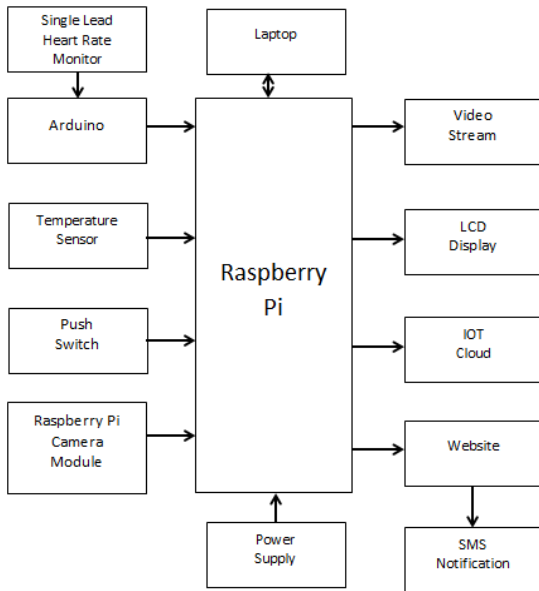 Single Lead
Heart Rate
Monitor
Laptop
Arduino
Video
Stream
Temperature
Sensor
LCD
Display
Raspberry
Pi
Push
Switch
IOT
Cloud
Raspberry Pi
Camera
Module
Website
Power
Supply
SMS
Notification